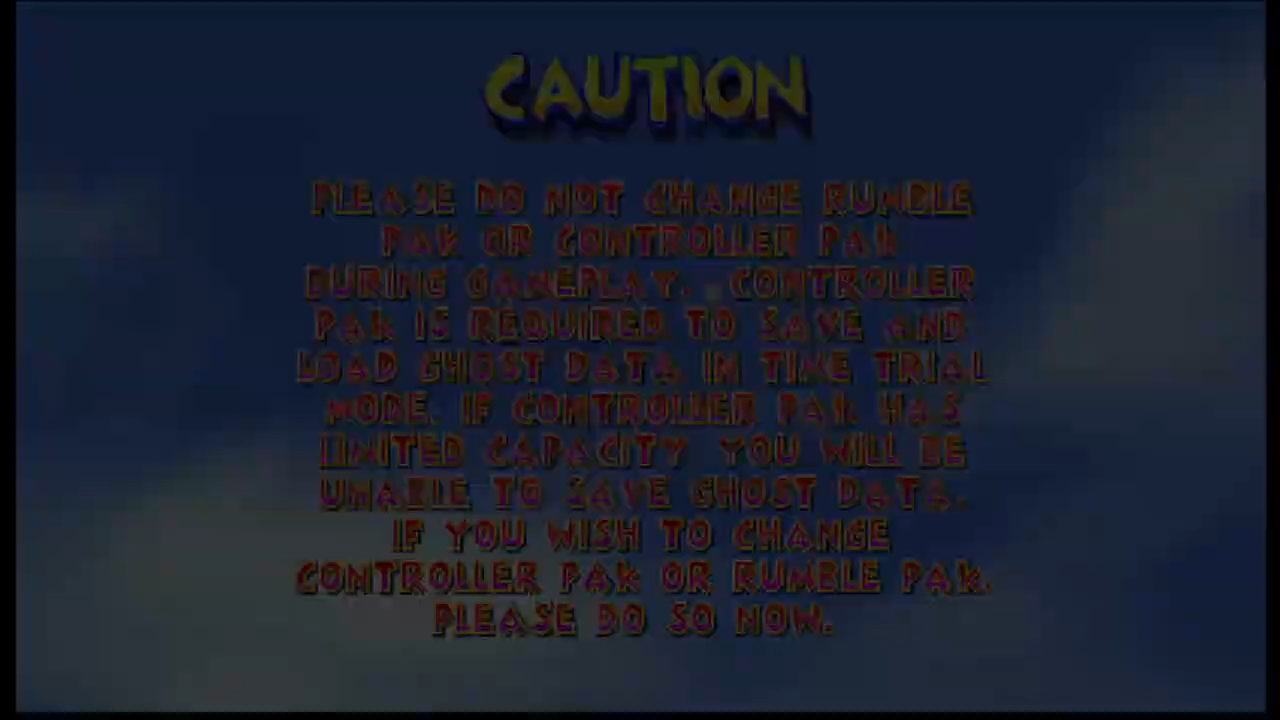 CAUTION
PLEASE DO NOT CHANGE RUMBLE
PAK OR CONTROLLER PAK
DURING GAMEPLAY. CONTROLLER
PAK IS REQUIRED TO SAVE AND
LOAD GHOST DATA IN TIME TRIAL
MODE. IF CONTROLLER PAK HAS
LIMITED CAPACITY YOU WILL BE
UNABLE TO SAVE GHOST DATA.
IF YOU WISH TO CHANGE
CONTROLLER PAK OR RUMBLE PAK.
PLEASE DO SO NOW.